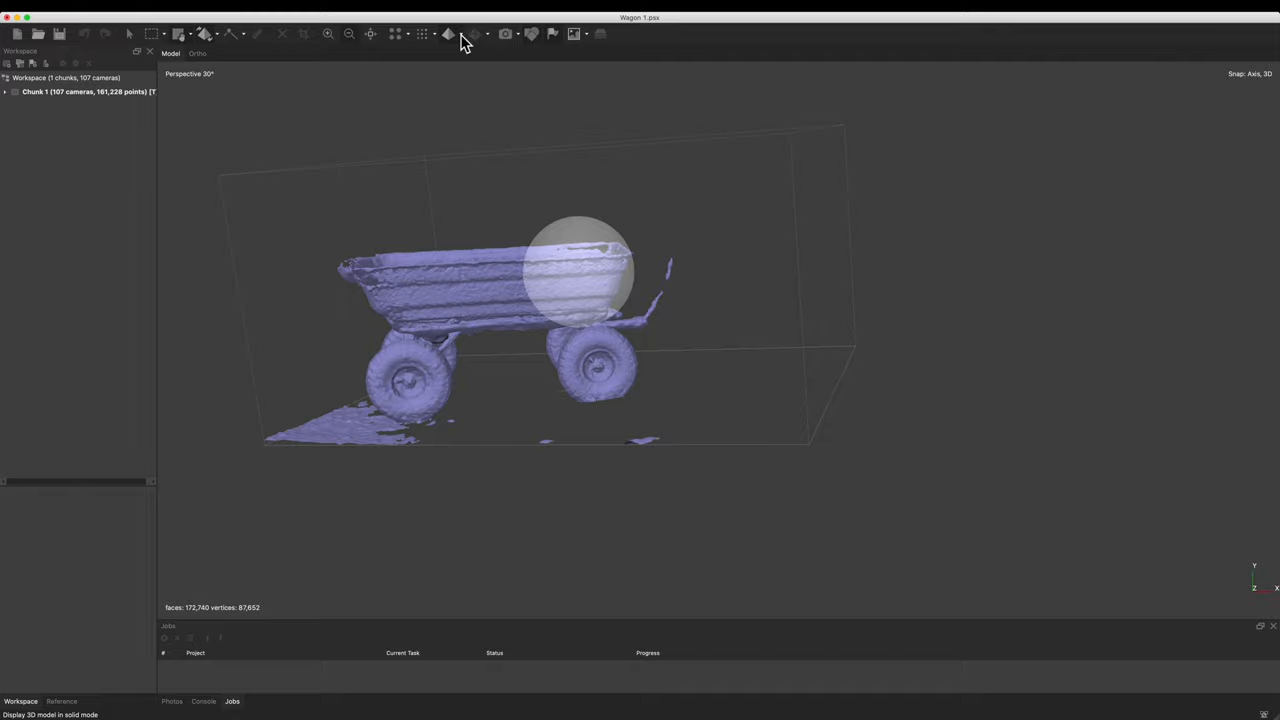 Wagon 1.psx
Workspace
Model
Ortho
Workspace (1 chunks, 107 cameras)
Chunk 1 (107 cameras, 161,228 points) [T
Perspective 30°
Snap: Axis, 3D
Y
Z
X
faces: 172,740 vertices: 87,652
Jobs
#
Project
Current Task
Status
Progress
Workspace
Reference
Photos
Console
Jobs
Display 3D model in solid mode